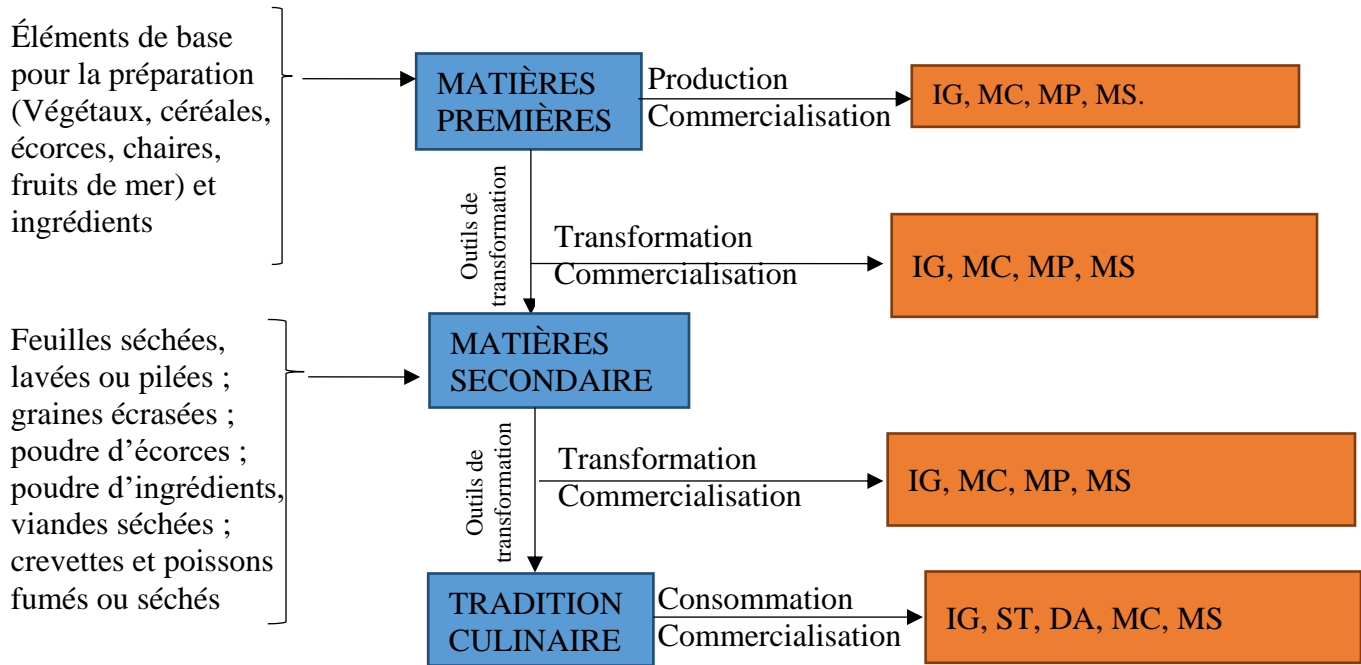 Éléments de base
pour la préparation
(Végétaux, céréales,
écorces, chaires,
fruits de mer) et
ingrédients
MATIÈRES
PREMIÈRES
Production
Commercialisation
IG, MC, MP, MS.
Outils de
transformation
Transformation
Commercialisation
IG, MC, MP, MS
Feuilles séchées,
lavées ou pilées ;
graines écrasées ;
poudre d’écorces ;
poudre d’ingrédients,
viandes séchées ;
crevettes et poissons
fumés ou séchés
MATIÈRES
SECONDAIRE
Outils de
transformation
Transformation
Commercialisation
IG, MC, MP, MS
TRADITION
CULINAIRE
Consommation
Commercialisation
IG, ST, DA, MC, MS